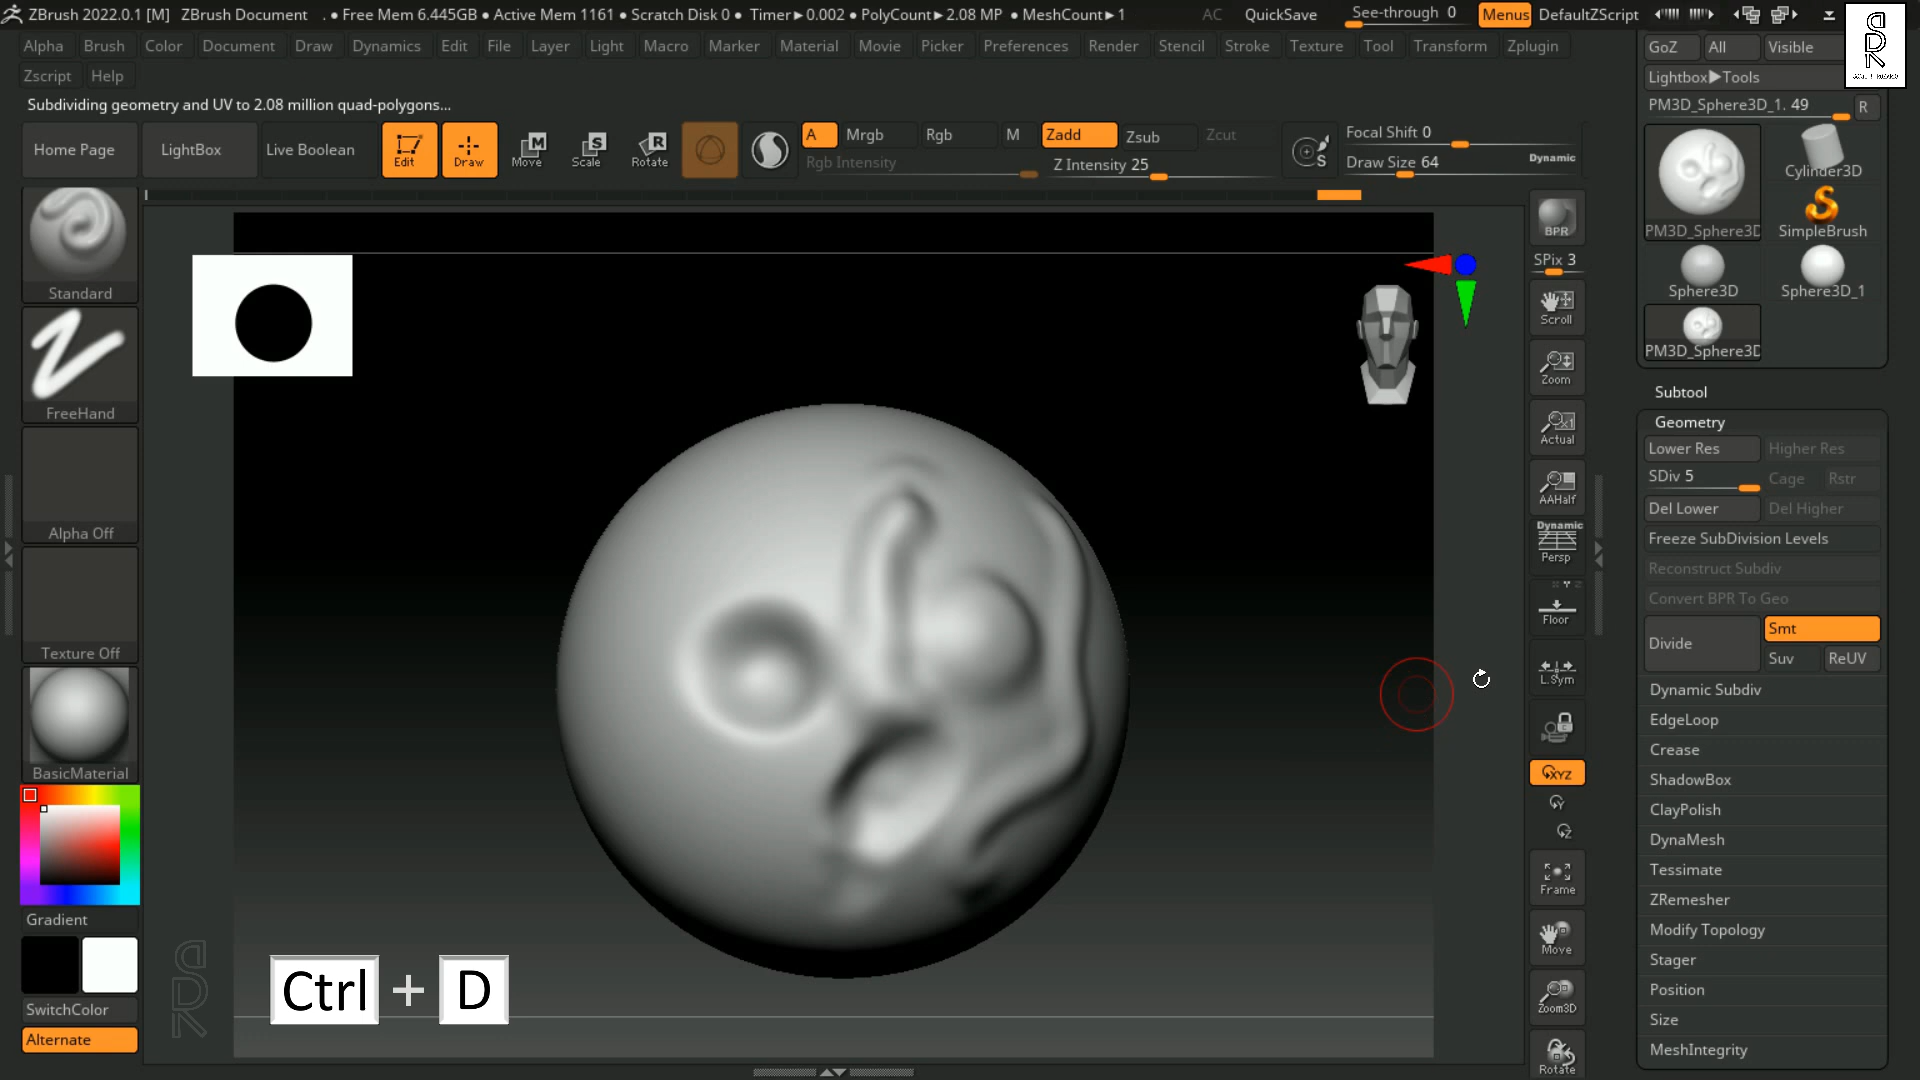 ZBrush 2022.0.1 [M] ZBrush Document . • Free Mem 6.445GB • Active Mem 1161 • Scratch Disk 0 • Timer▶0.002 • PolyCount▶2.08 MP • MeshCount▶1 AC QuickSave See-through 0 Menus DefaultZScript
Alpha Brush Color Document Draw Dynamics Edit File Layer Light Macro Marker Material Movie Picker Preferences Render Stencil Stroke Texture Tool Transform Zplugin
Zscript Help
Subdividing geometry and UV to 2.08 million quad-polygons...
Home Page LightBox Live Boolean Edit Draw Move Scale Rotate
A Mrgb Rgb M Zadd Zsub Zcut
Rgb Intensity Z Intensity 25
Focal Shift 0
Draw Size 64 Dynamic
Standard
FreeHand
Alpha Off
Texture Off
BasicMaterial
Gradient
SwitchColor
Alternate
Ctrl + D
SDR
BPR
SPix 3
Scroll
Zoom
Actual
AAHalf
Dynamic
Persp
Floor
L.Sym
XYZ
Y
Z
Frame
Move
Zoom3D
Rotate
GoZ All Visible
Lightbox▶Tools
PM3D_Sphere3D_1. 49 R
PM3D_Sphere3D
Cylinder3D
SimpleBrush
Sphere3D Sphere3D_1
PM3D_Sphere3D
Subtool
Geometry
Lower Res Higher Res
SDiv 5 Cage Rstr
Del Lower Del Higher
Freeze SubDivision Levels
Reconstruct Subdiv
Convert BPR To Geo
Divide Smt
Suv ReUV
Dynamic Subdiv
EdgeLoop
Crease
ShadowBox
ClayPolish
DynaMesh
Tessimate
ZRemesher
Modify Topology
Stager
Position
Size
MeshIntegrity
SDR